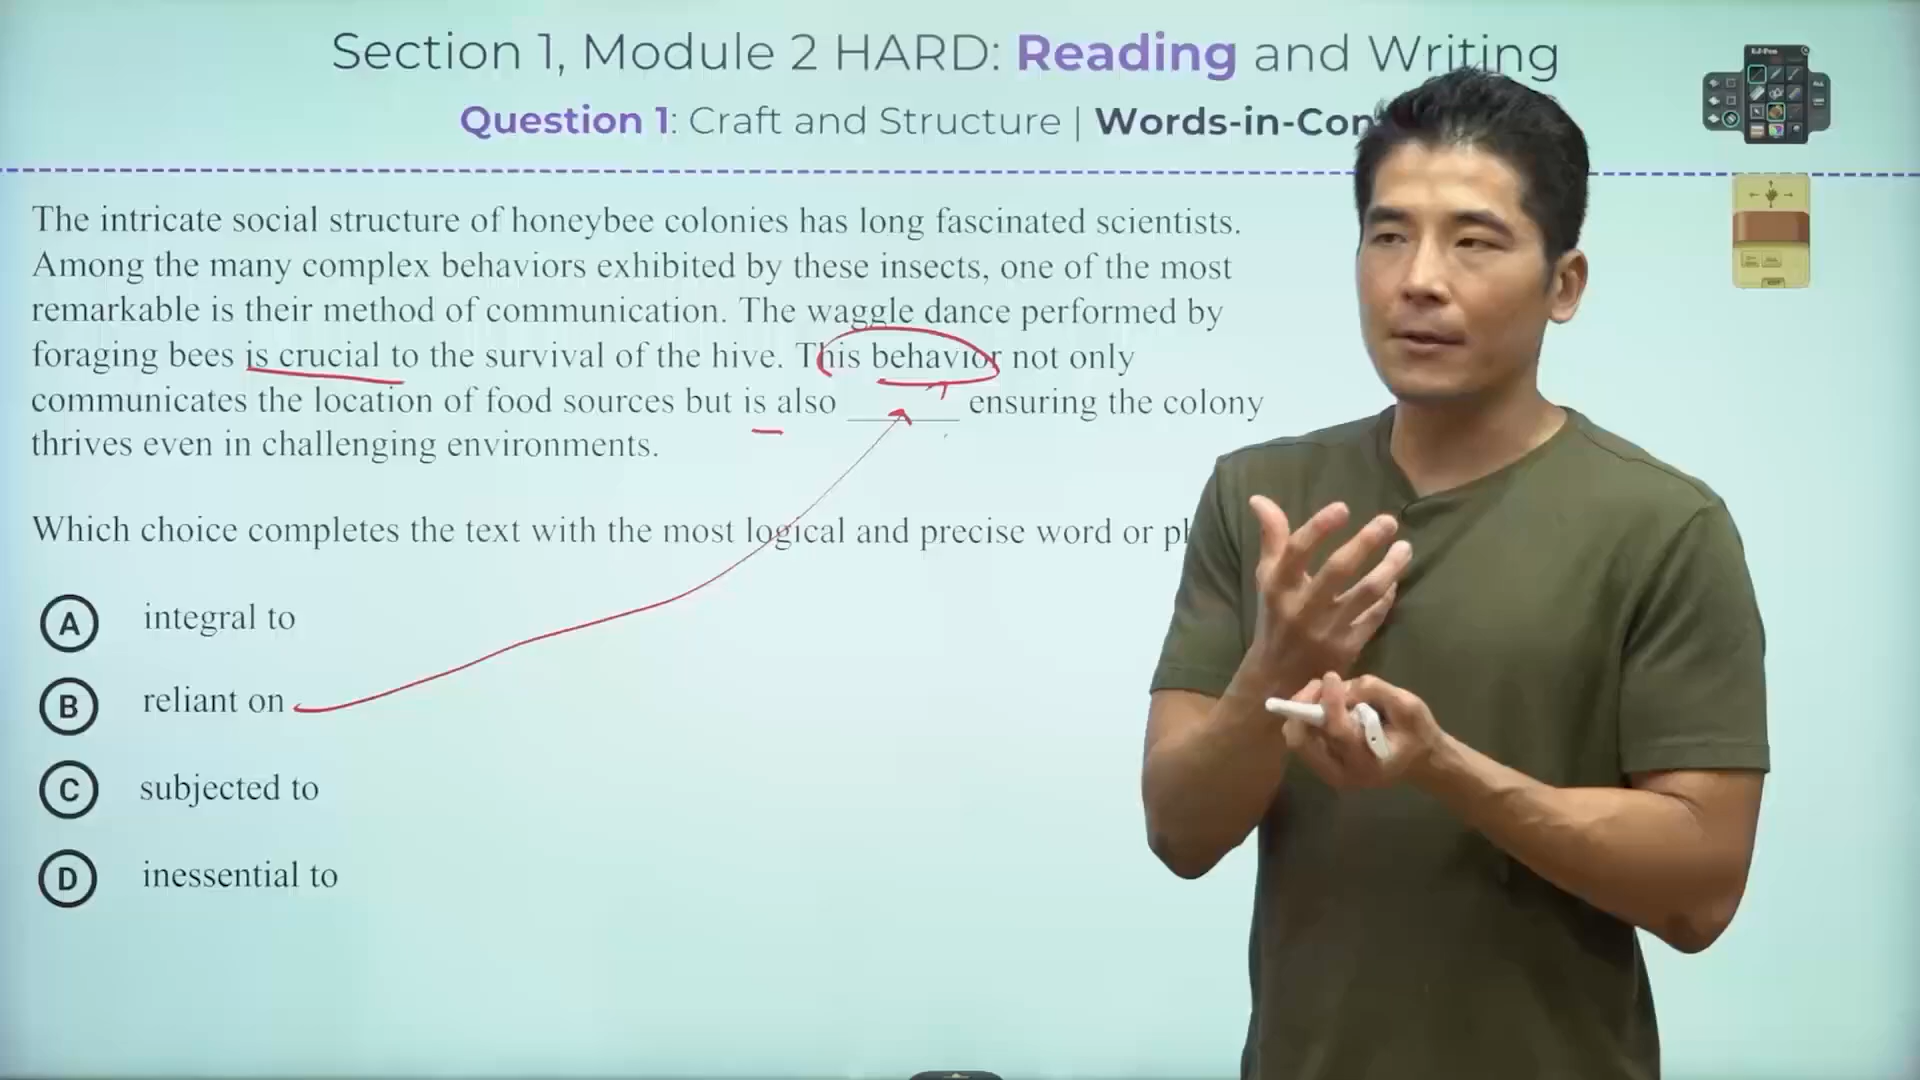 Section 1, Module 2 HARD: Reading and Writing
Question 1: Craft and Structure | Words-in-Con
The intricate social structure of honeybee colonies has long fascinated scientists.
Among the many complex behaviors exhibited by these insects, one of the most
remarkable is their method of communication. The waggle dance performed by
foraging bees is crucial to the survival of the hive. This behavior not only
communicates the location of food sources but is also ______ ensuring the colony
thrives even in challenging environments.
Which choice completes the text with the most logical and precise word or ph
A integral to
B reliant on
C subjected to
D inessential to